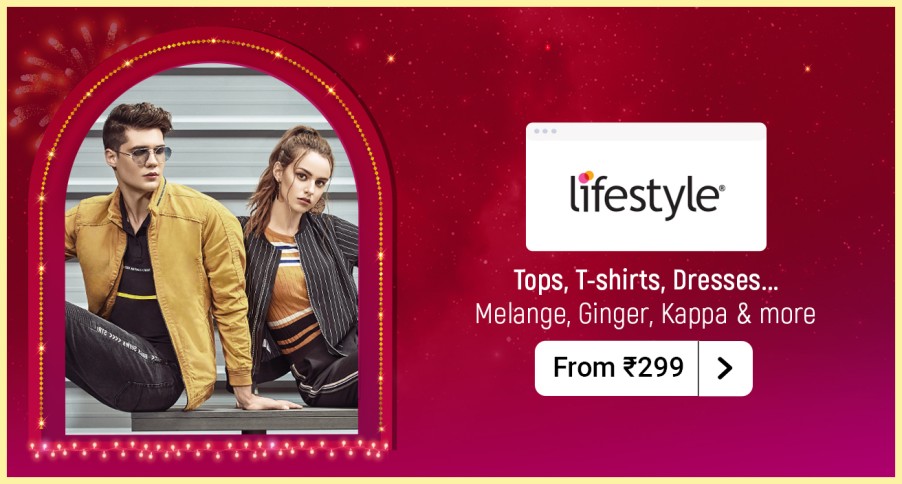 lifestyle®
Tops, T-shirts, Dresses...
Melange, Ginger, Kappa & more
From ₹299